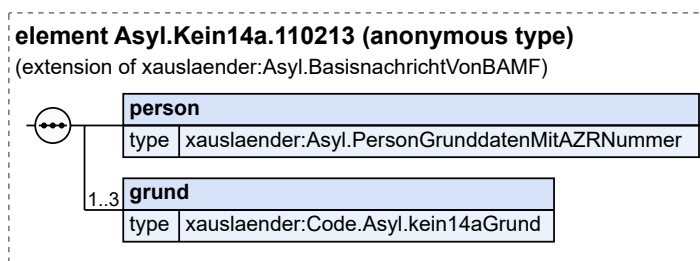 element Asyl.Kein14a.110213 (anonymous type)
(extension of xauslaender:Asyl.BasisnachrichtVonBAMF)
person
type xauslaender:Asyl.PersonGrunddatenMitAZRNummer
1..3 grund
type xauslaender:Code.Asyl.kein14aGrund